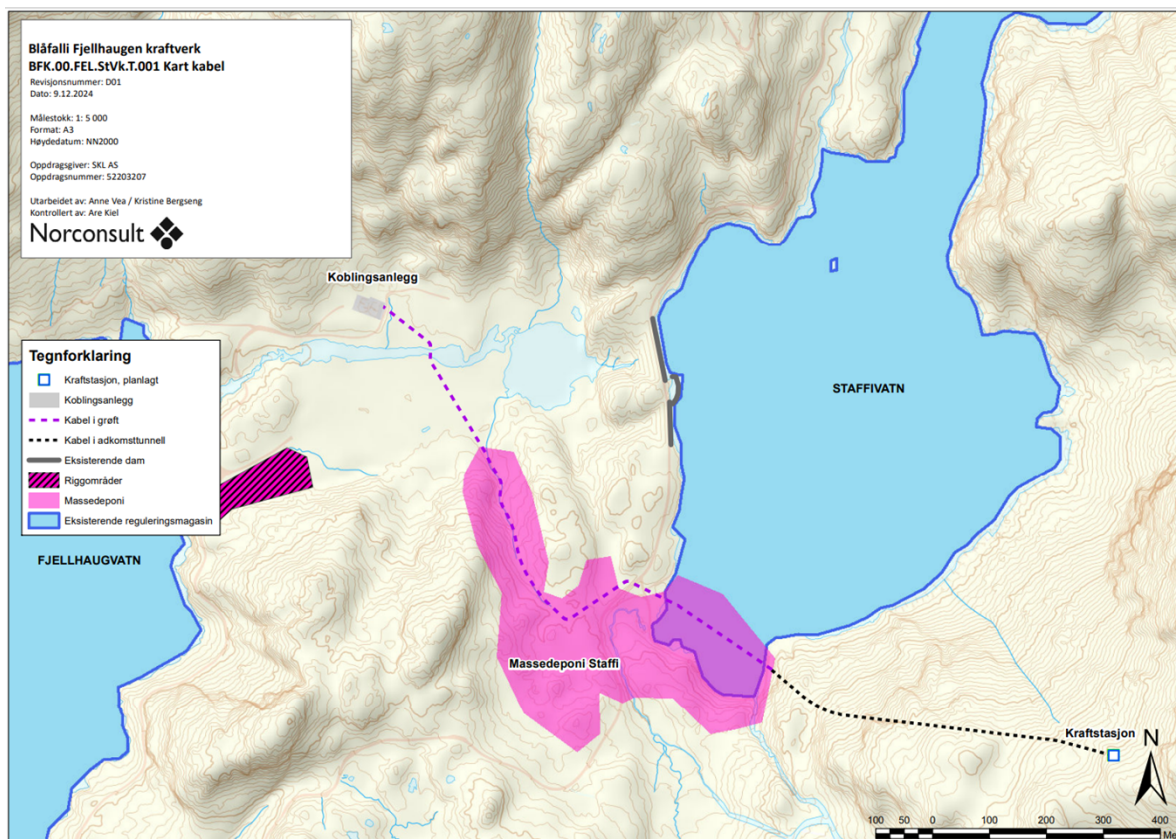 Blåfalli Fjellhaugen kraftverk
BFK.00.FEL.StVk.T.001 Kart kabel
Revisjonsnummer: D01
Dato: 9.12.2024
Målestokk: 1: 5 000
Format: A3
Høydedatum: NN2000
Oppdragsgiver: SKL AS
Oppdragsnummer: 52203207
Utarbeidet av: Anne Vea / Kristine Bergseng
Kontrollert av: Are Kiel
Norconsult
Koblingsanlegg
Tegnforklaring
Kraftstasjon, planlagt
Koblingsanlegg
Kabel i grøft
Kabel i adkomsttunnell
Eksisterende dam
Riggområder
Massedeponi
Eksisterende reguleringsmagasin
STAFFIVATN
FJELLHAUGVATN
Massedeponi Staffi
Kraftstasjon
N
100 50 0 100 200 300 400